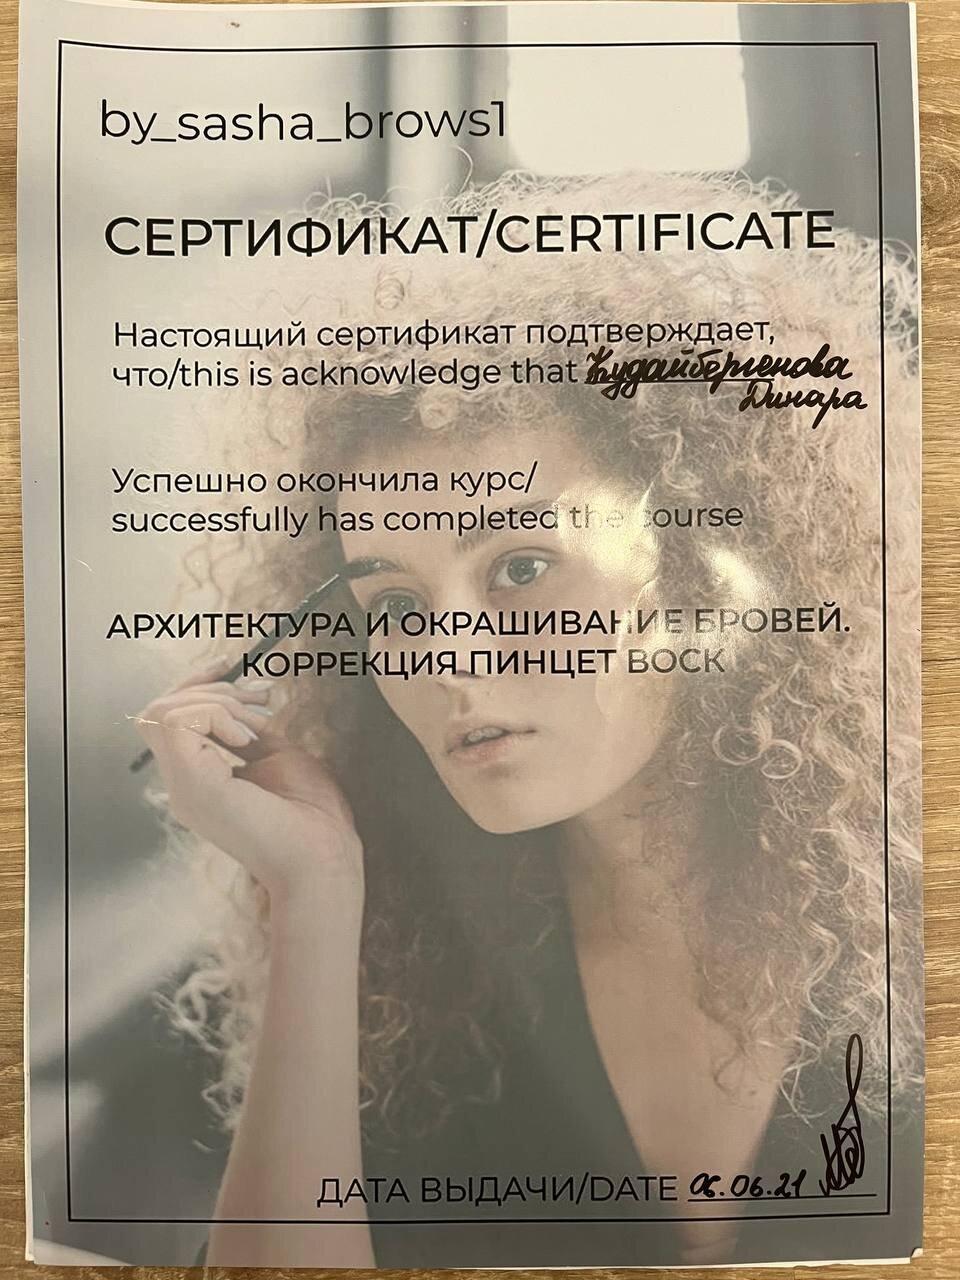 by_sasha_brows1
СЕРТИФИКАТ/CERTIFICATE
Настоящий сертификат подтверждает,
что/this is acknowledge that Кудайбергенова
Динара
Успешно окончила курс/
successfully has completed the course
АРХИТЕКТУРА И ОКРАШИВАНИЕ БРОВЕЙ.
КОРРЕКЦИЯ ПИНЦЕТ ВОСК
ДАТА ВЫДАЧИ/DATE 06.06.21